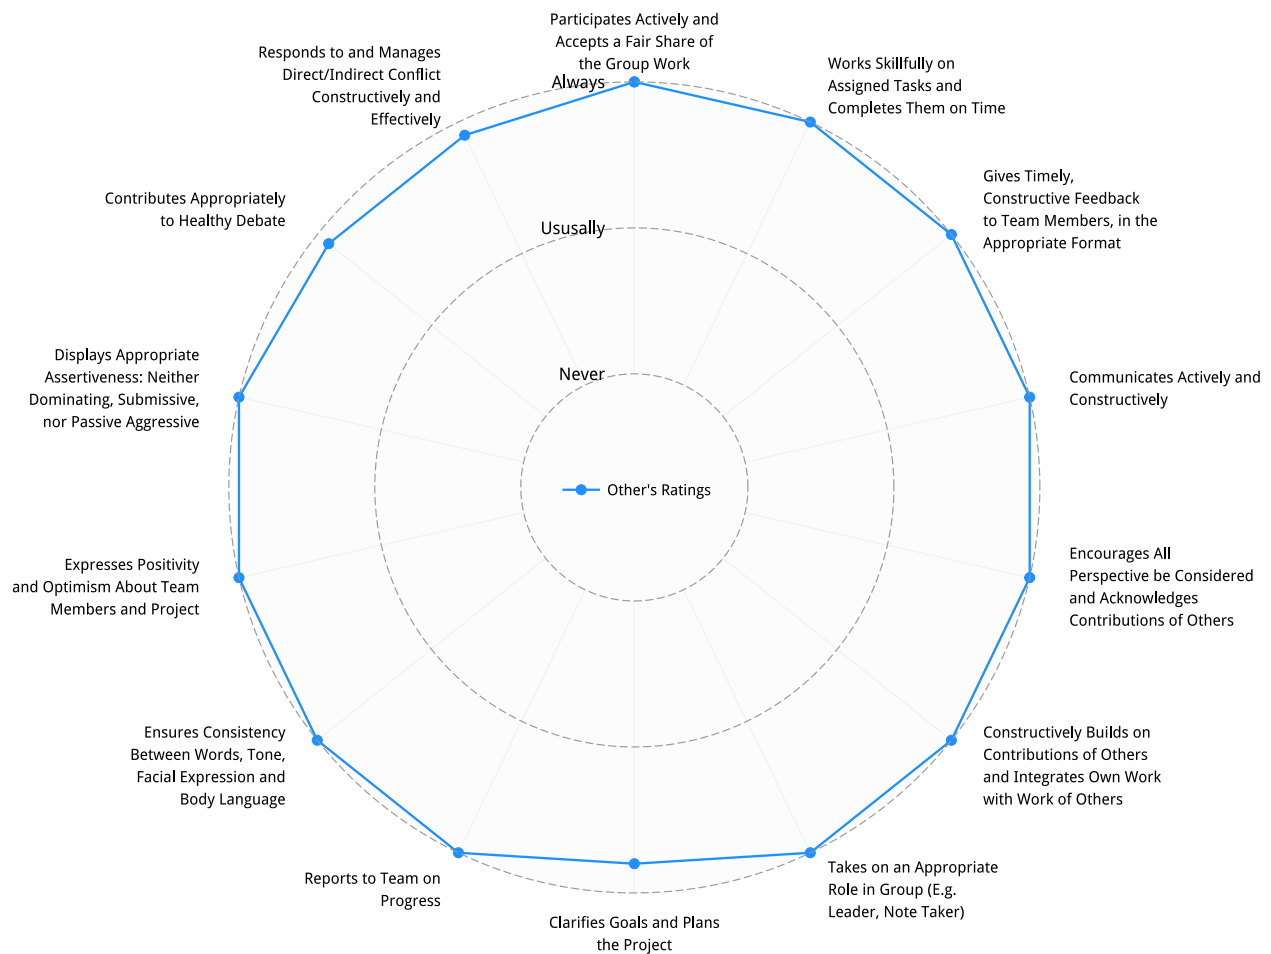 Participates Actively and
Accepts a Fair Share of
the Group Work
Works Skillfully on
Assigned Tasks and
Completes Them on Time
Gives Timely,
Constructive Feedback
to Team Members, in the
Appropriate Format
Communicates Actively and
Constructively
Encourages All
Perspective be Considered
and Acknowledges
Contributions of Others
Constructively Builds on
Contributions of Others
and Integrates Own Work
with Work of Others
Takes on an Appropriate
Role in Group (E.g.
Leader, Note Taker)
Clarifies Goals and Plans
the Project
Reports to Team on
Progress
Ensures Consistency
Between Words, Tone,
Facial Expression and
Body Language
Expresses Positivity
and Optimism About Team
Members and Project
Displays Appropriate
Assertiveness: Neither
Dominating, Submissive,
nor Passive Aggressive
Contributes Appropriately
to Healthy Debate
Responds to and Manages
Direct/Indirect Conflict
Constructively and
Effectively
Always
Ususally
Never
Other's Ratings